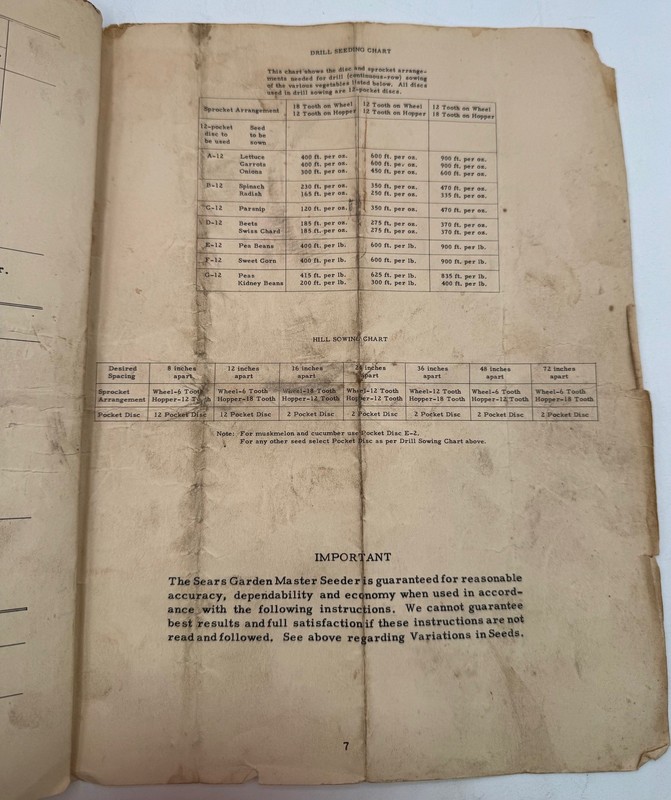 r.
DRILL SEEDING CHART
This chart shows the disc and sprocket arrange-
ments needed for drill (continuous-row) sowing
of the various vegetables listed below. All discs
used in drill sowing are 12-pocket discs.
Sprocket Arrangement 18 Tooth on Wheel 12 Tooth on Wheel 12 Tooth on Wheel
12 Tooth on Hopper 12 Tooth on Hopper 18 Tooth on Hopper
12-pocket Seed
disc to to be
be used sown
A-12 Lettuce 400 ft. per oz. 600 ft. per oz. 900 ft. per oz.
Carrots 400 ft. per oz. 600 ft. per oz. 900 ft. per oz.
Onions 300 ft. per oz. 450 ft. per oz. 600 ft. per oz.
B-12 Spinach 230 ft. per oz. 350 ft. per oz. 470 ft. per oz.
Radish 165 ft. per oz. 250 ft. per oz. 335 ft. per oz.
C-12 Parsnip 120 ft. per oz. 350 ft. per oz. 470 ft. per oz.
D-12 Beets 185 ft. per oz. 275 ft. per oz. 370 ft. per oz.
Swiss Chard 185 ft. per oz. 275 ft. per oz. 370 ft. per oz.
E-12 Pea Beans 400 ft. per lb. 600 ft. per lb. 900 ft. per lb.
F-12 Sweet Corn 400 ft. per lb. 600 ft. per lb. 900 ft. per lb.
G-12 Peas 415 ft. per lb. 625 ft. per lb. 835 ft. per lb.
Kidney Beans 200 ft. per lb. 300 ft. per lb. 400 ft. per lb.
HILL SOWING CHART
Desired 8 inches 12 inches 16 inches 24 inches 36 inches 48 inches 72 inches
Spacing apart apart apart apart apart apart apart
Sprocket Wheel-6 Tooth Wheel-6 Tooth Wheel-18 Tooth Wheel-12 Tooth Wheel-12 Tooth Wheel-6 Tooth Wheel-6 Tooth
Arrangement Hopper-12 Tooth Hopper-18 Tooth Hopper-12 Tooth Hopper-12 Tooth Hopper-18 Tooth Hopper-12 Tooth Hopper-18 Tooth
Pocket Disc 12 Pocket Disc 12 Pocket Disc 2 Pocket Disc 2 Pocket Disc 2 Pocket Disc 2 Pocket Disc 2 Pocket Disc
Note: For muskmelon and cucumber use Pocket Disc E-2.
For any other seed select Pocket Disc as per Drill Sowing Chart above.
IMPORTANT
The Sears Garden Master Seeder is guaranteed for reasonable
accuracy, dependability and economy when used in accord-
ance with the following instructions. We cannot guarantee
best results and full satisfaction if these instructions are not
read and followed. See above regarding Variations in Seeds.
7